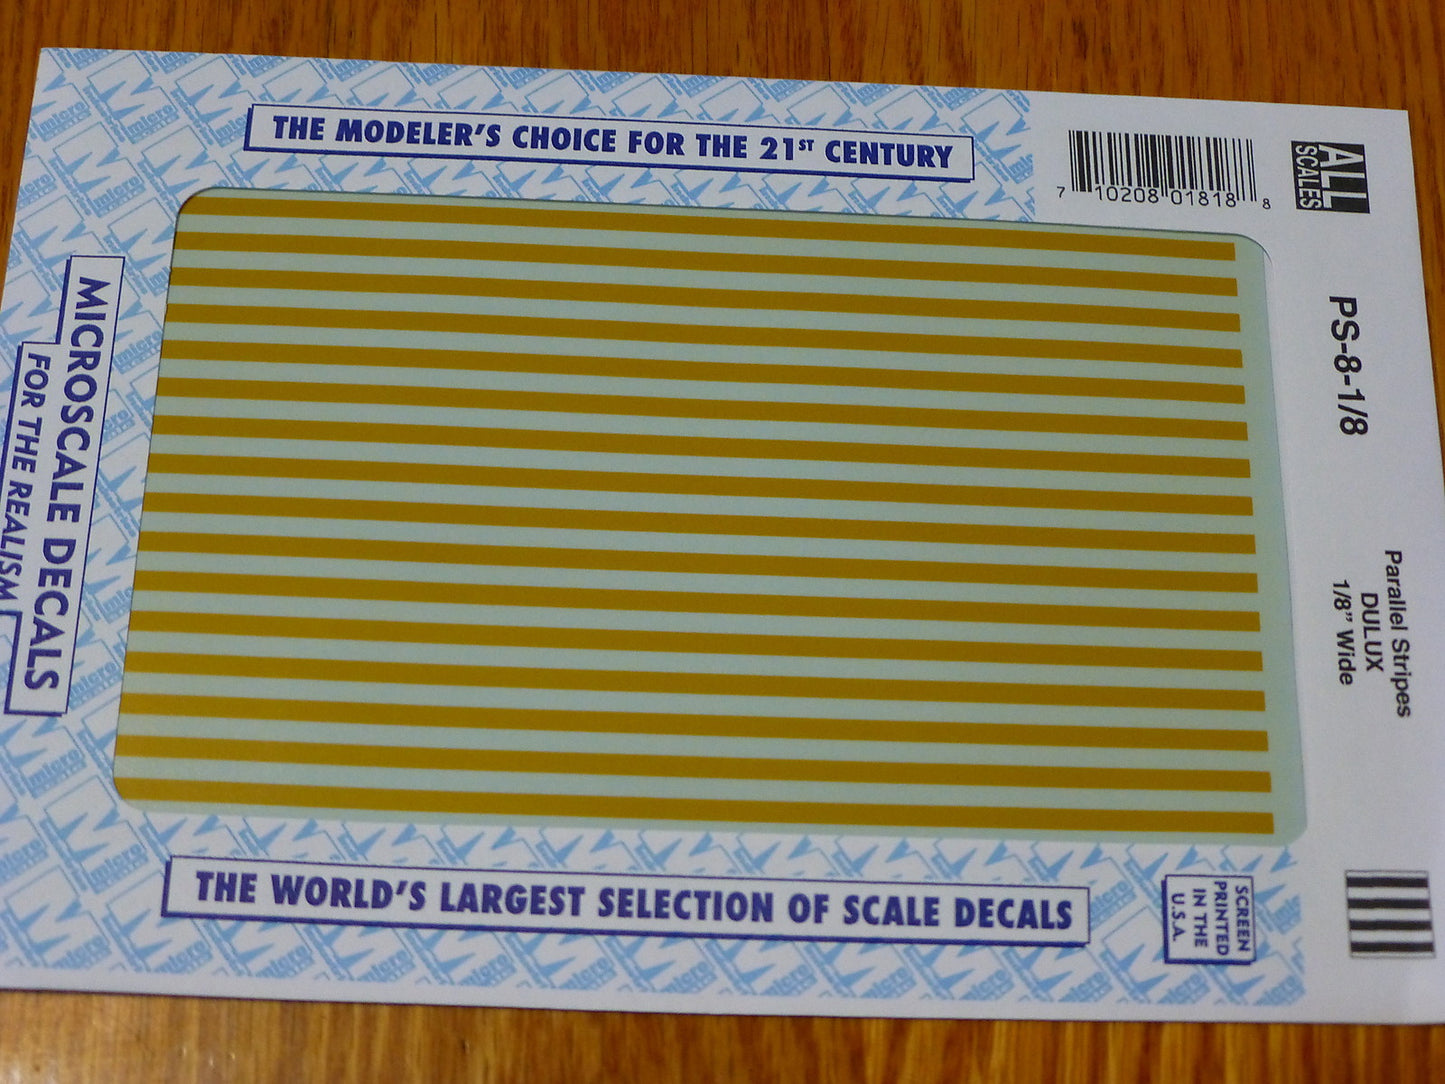 THE MODELER'S CHOICE FOR THE 21ST CENTURY
7 10208 01818 8
ALL
SCALES
PS-8-1/8
Parallel Stripes
DULUX
1/8" Wide
MICROSCALE DECALS
FOR THE REALISM
THE WORLD'S LARGEST SELECTION OF SCALE DECALS
SCREEN
PRINTED
IN THE
U.S.A.
micro